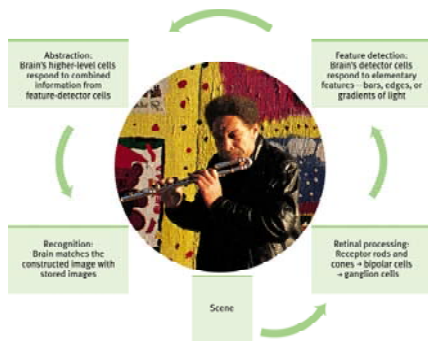 Abstraction:
Brain's higher-level cells
respond to combined
information from
feature-detector cells
Feature detection:
Brain's detector cells
respond to elementary
features – bars, edges, or
gradients of light
Recognition:
Brain matches the
constructed image with
stored images
Retinal processing:
Receptor rods and
cones → bipolar cells
→ ganglion cells
Scene